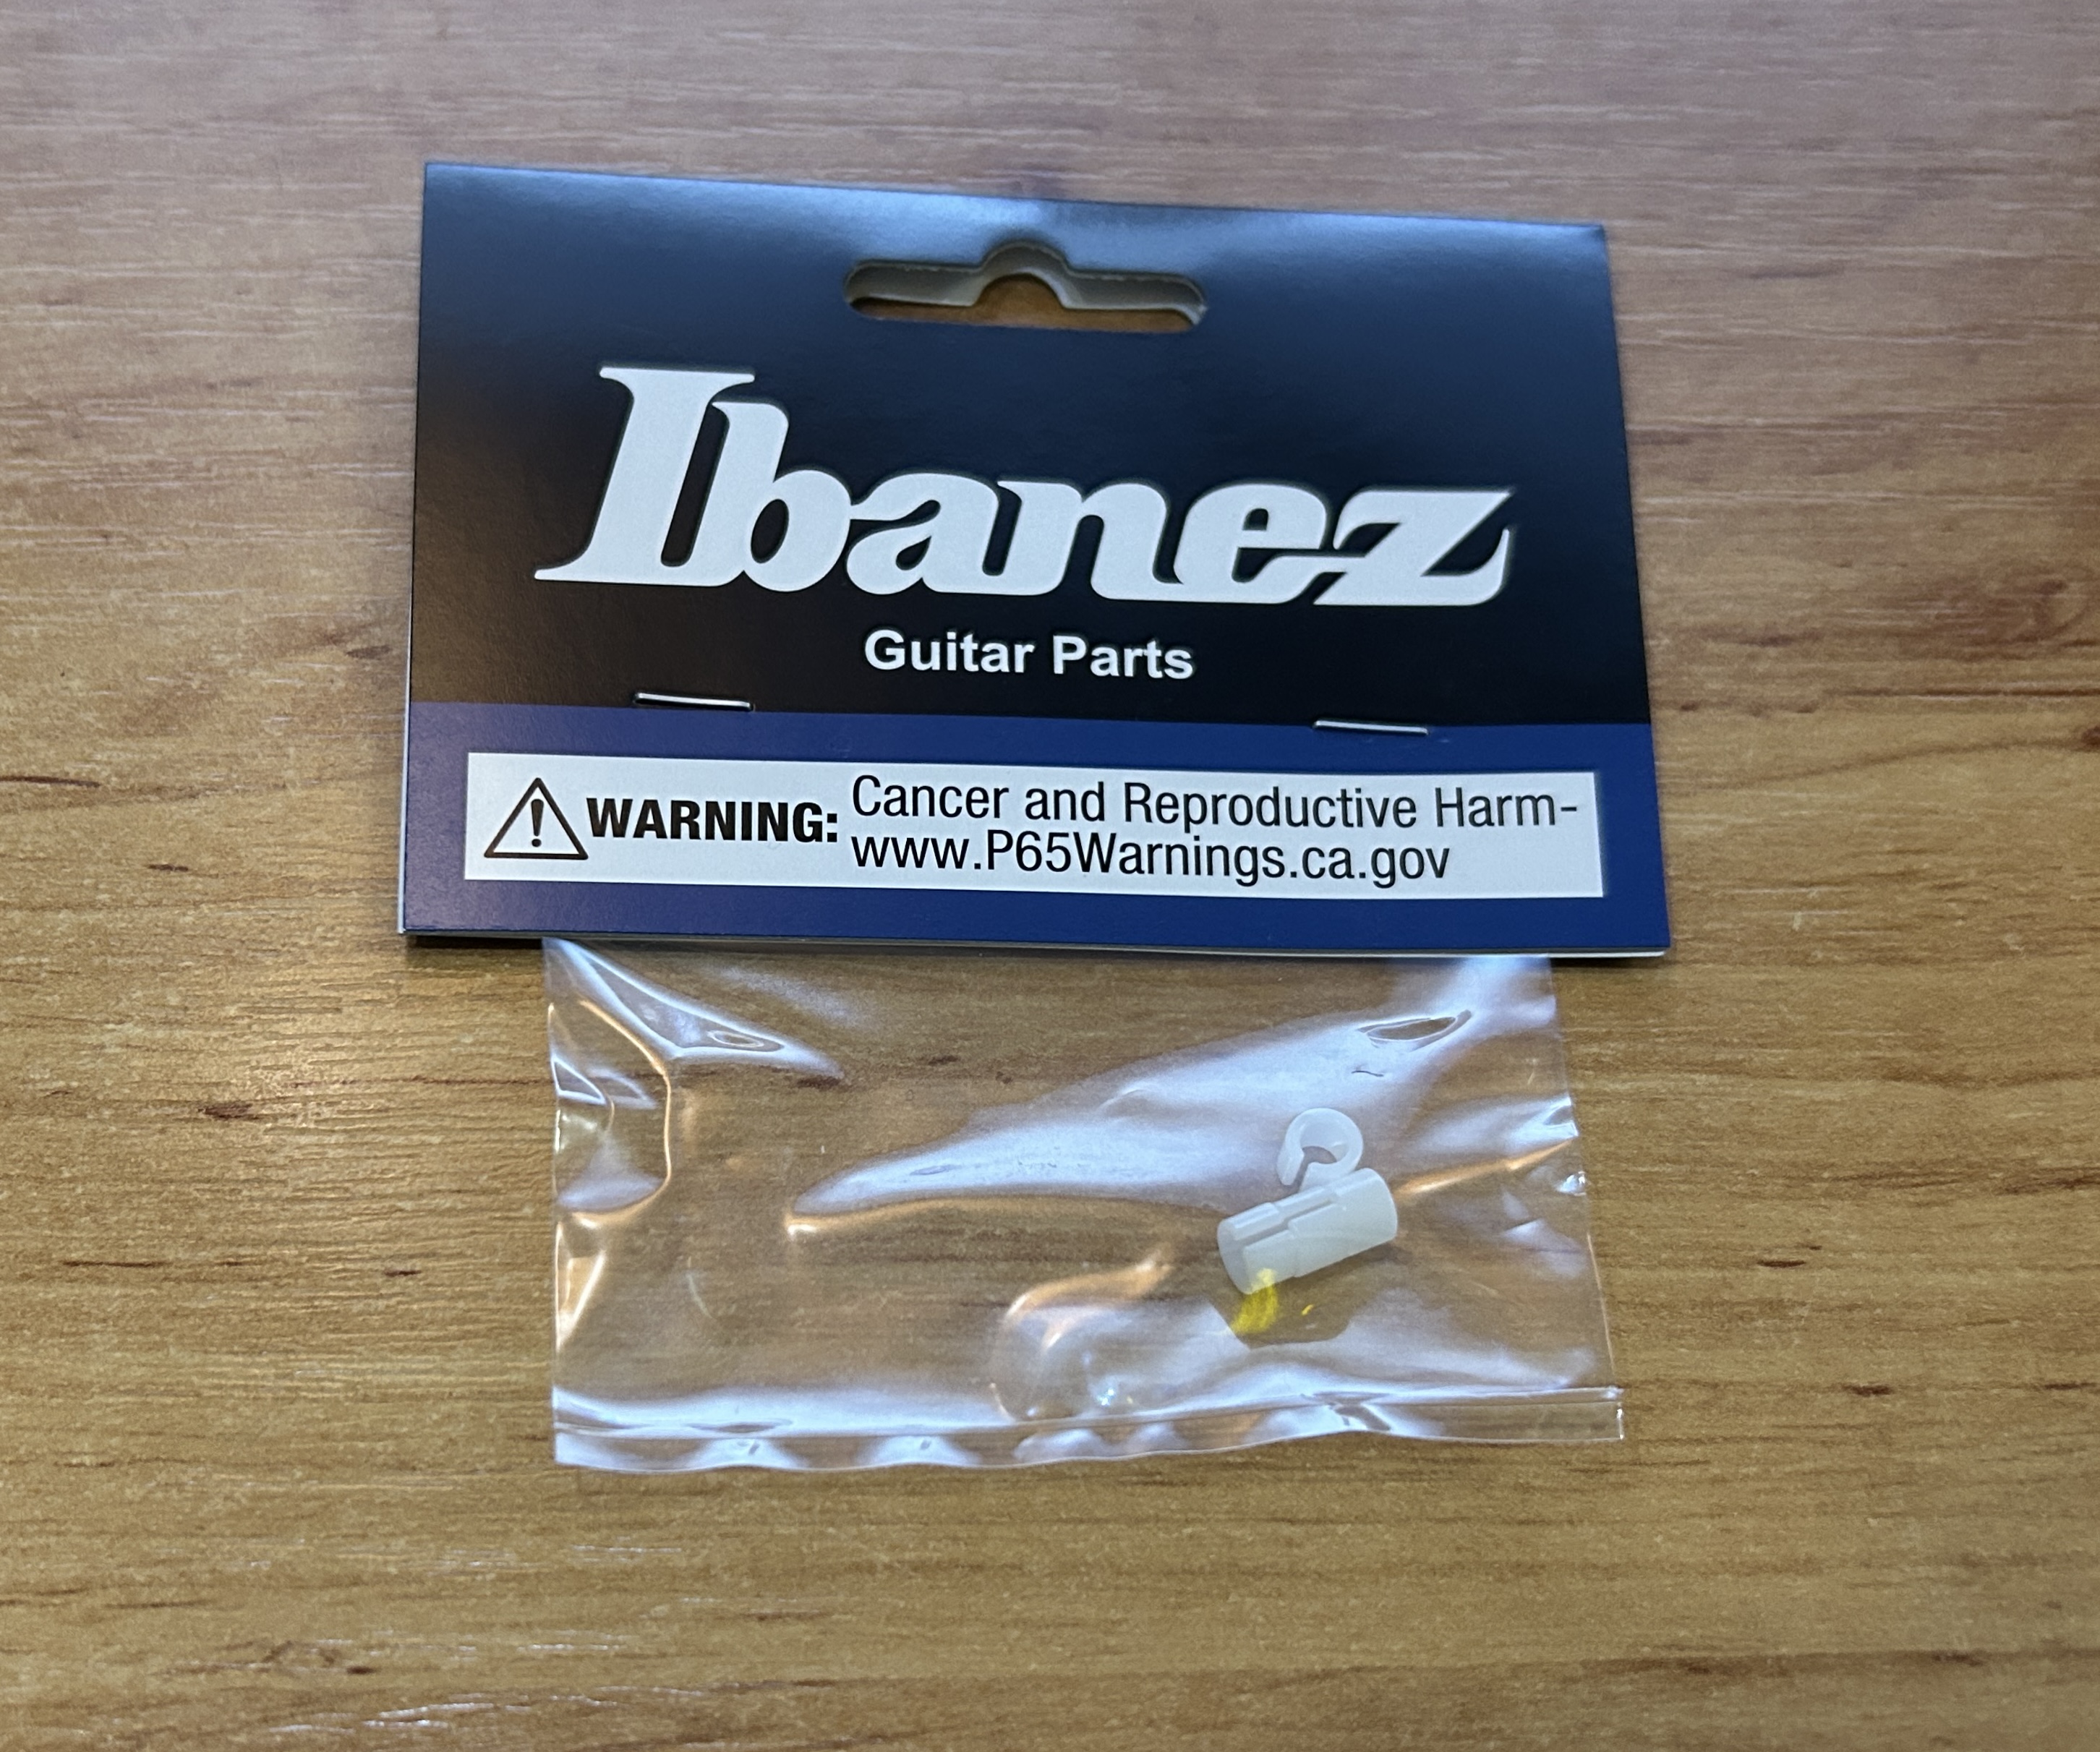 Ibanez
Guitar Parts
WARNING: Cancer and Reproductive Harm-
www.P65Warnings.ca.gov